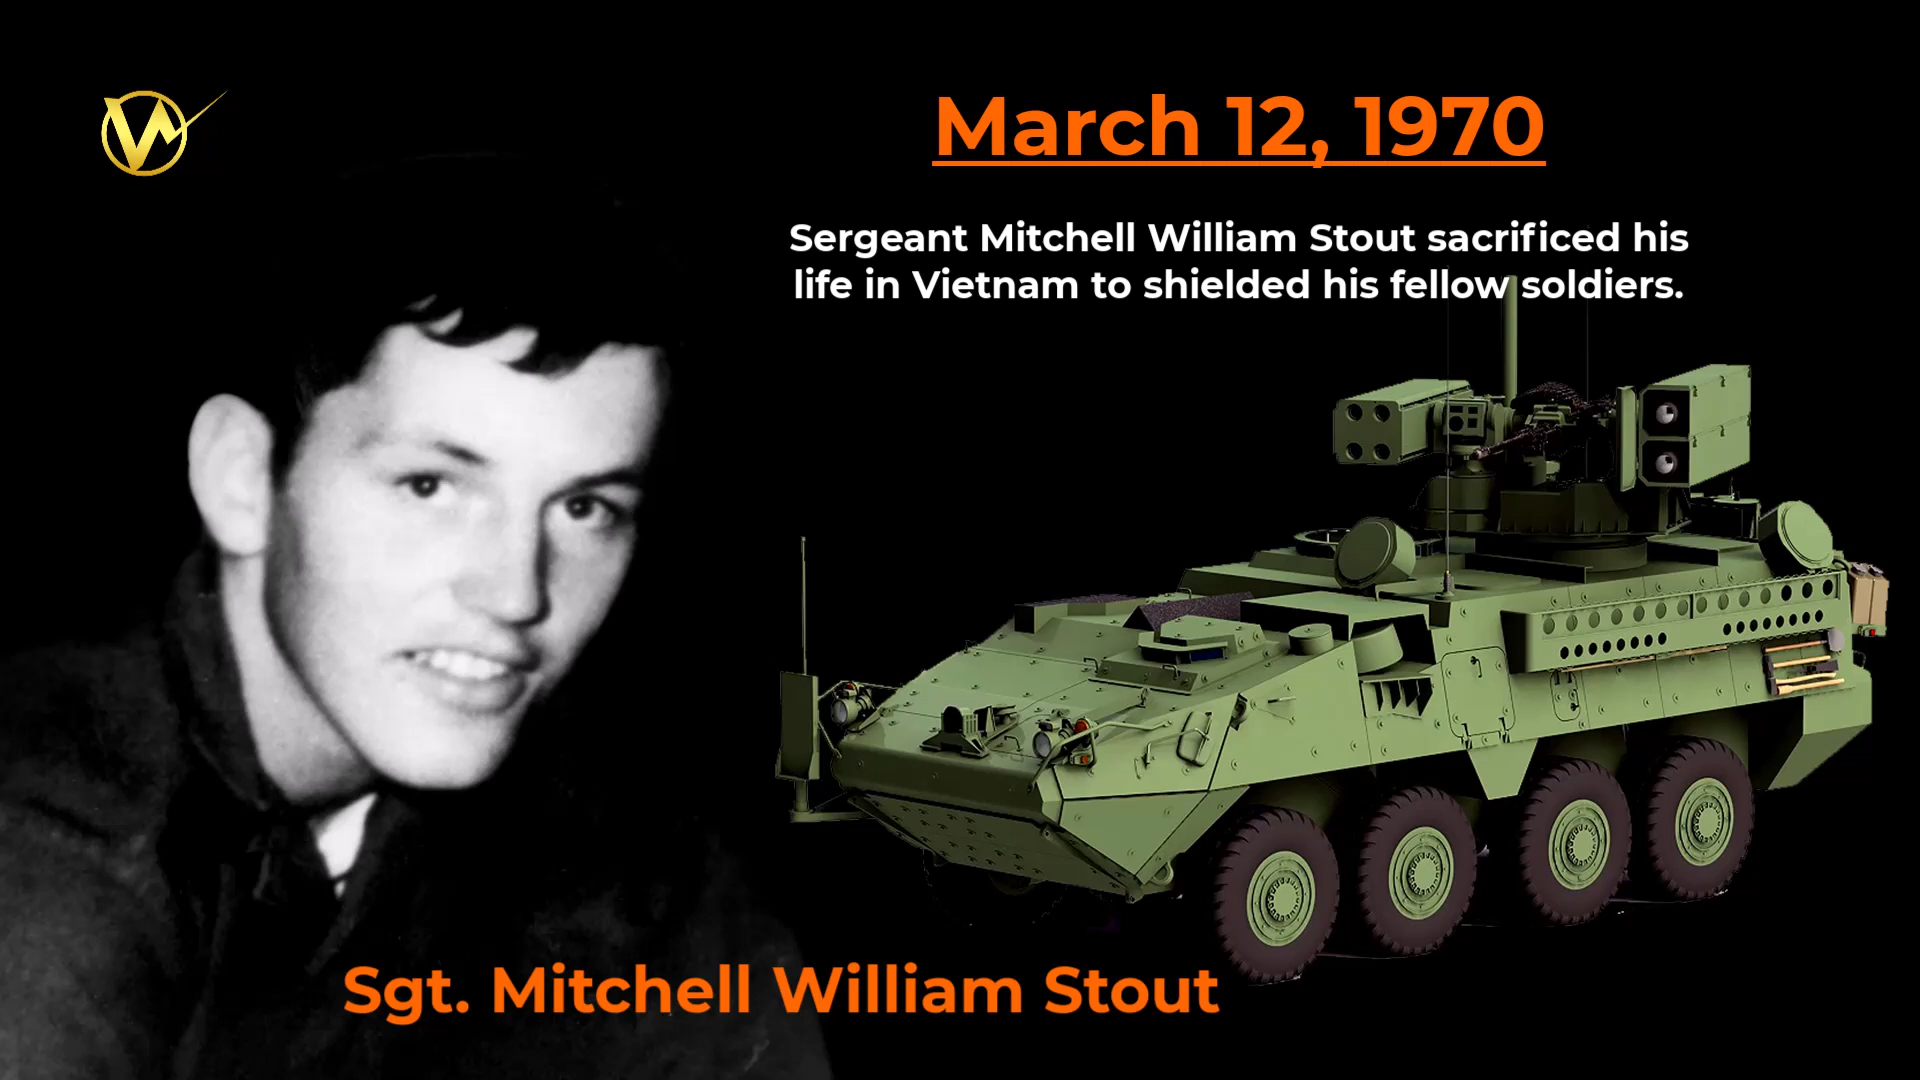 March 12, 1970
Sergeant Mitchell William Stout sacrificed his
life in Vietnam to shielded his fellow soldiers.
Sgt. Mitchell William Stout